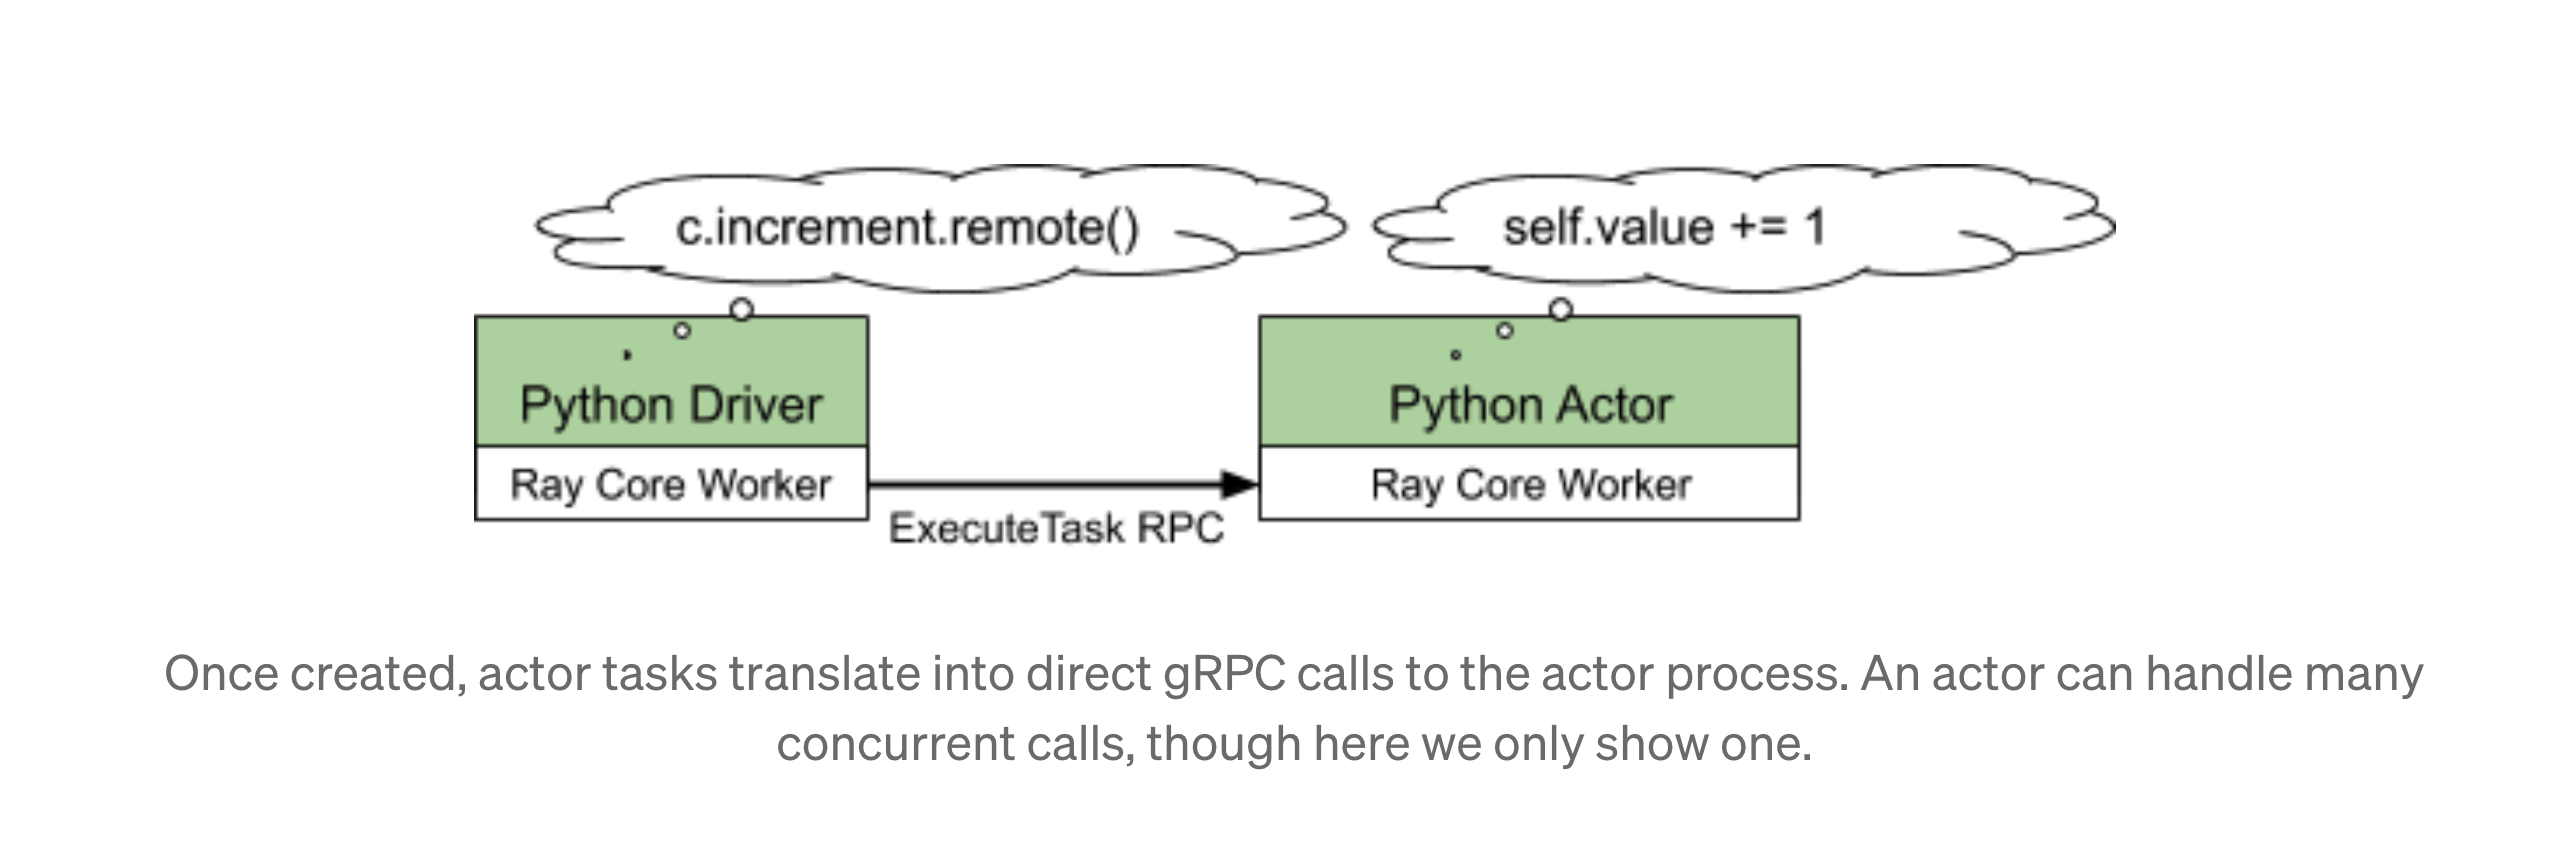 c.increment.remote()
self.value += 1
Python Driver
Python Actor
Ray Core Worker
Ray Core Worker
ExecuteTask RPC
Once created, actor tasks translate into direct gRPC calls to the actor process. An actor can handle many
concurrent calls, though here we only show one.